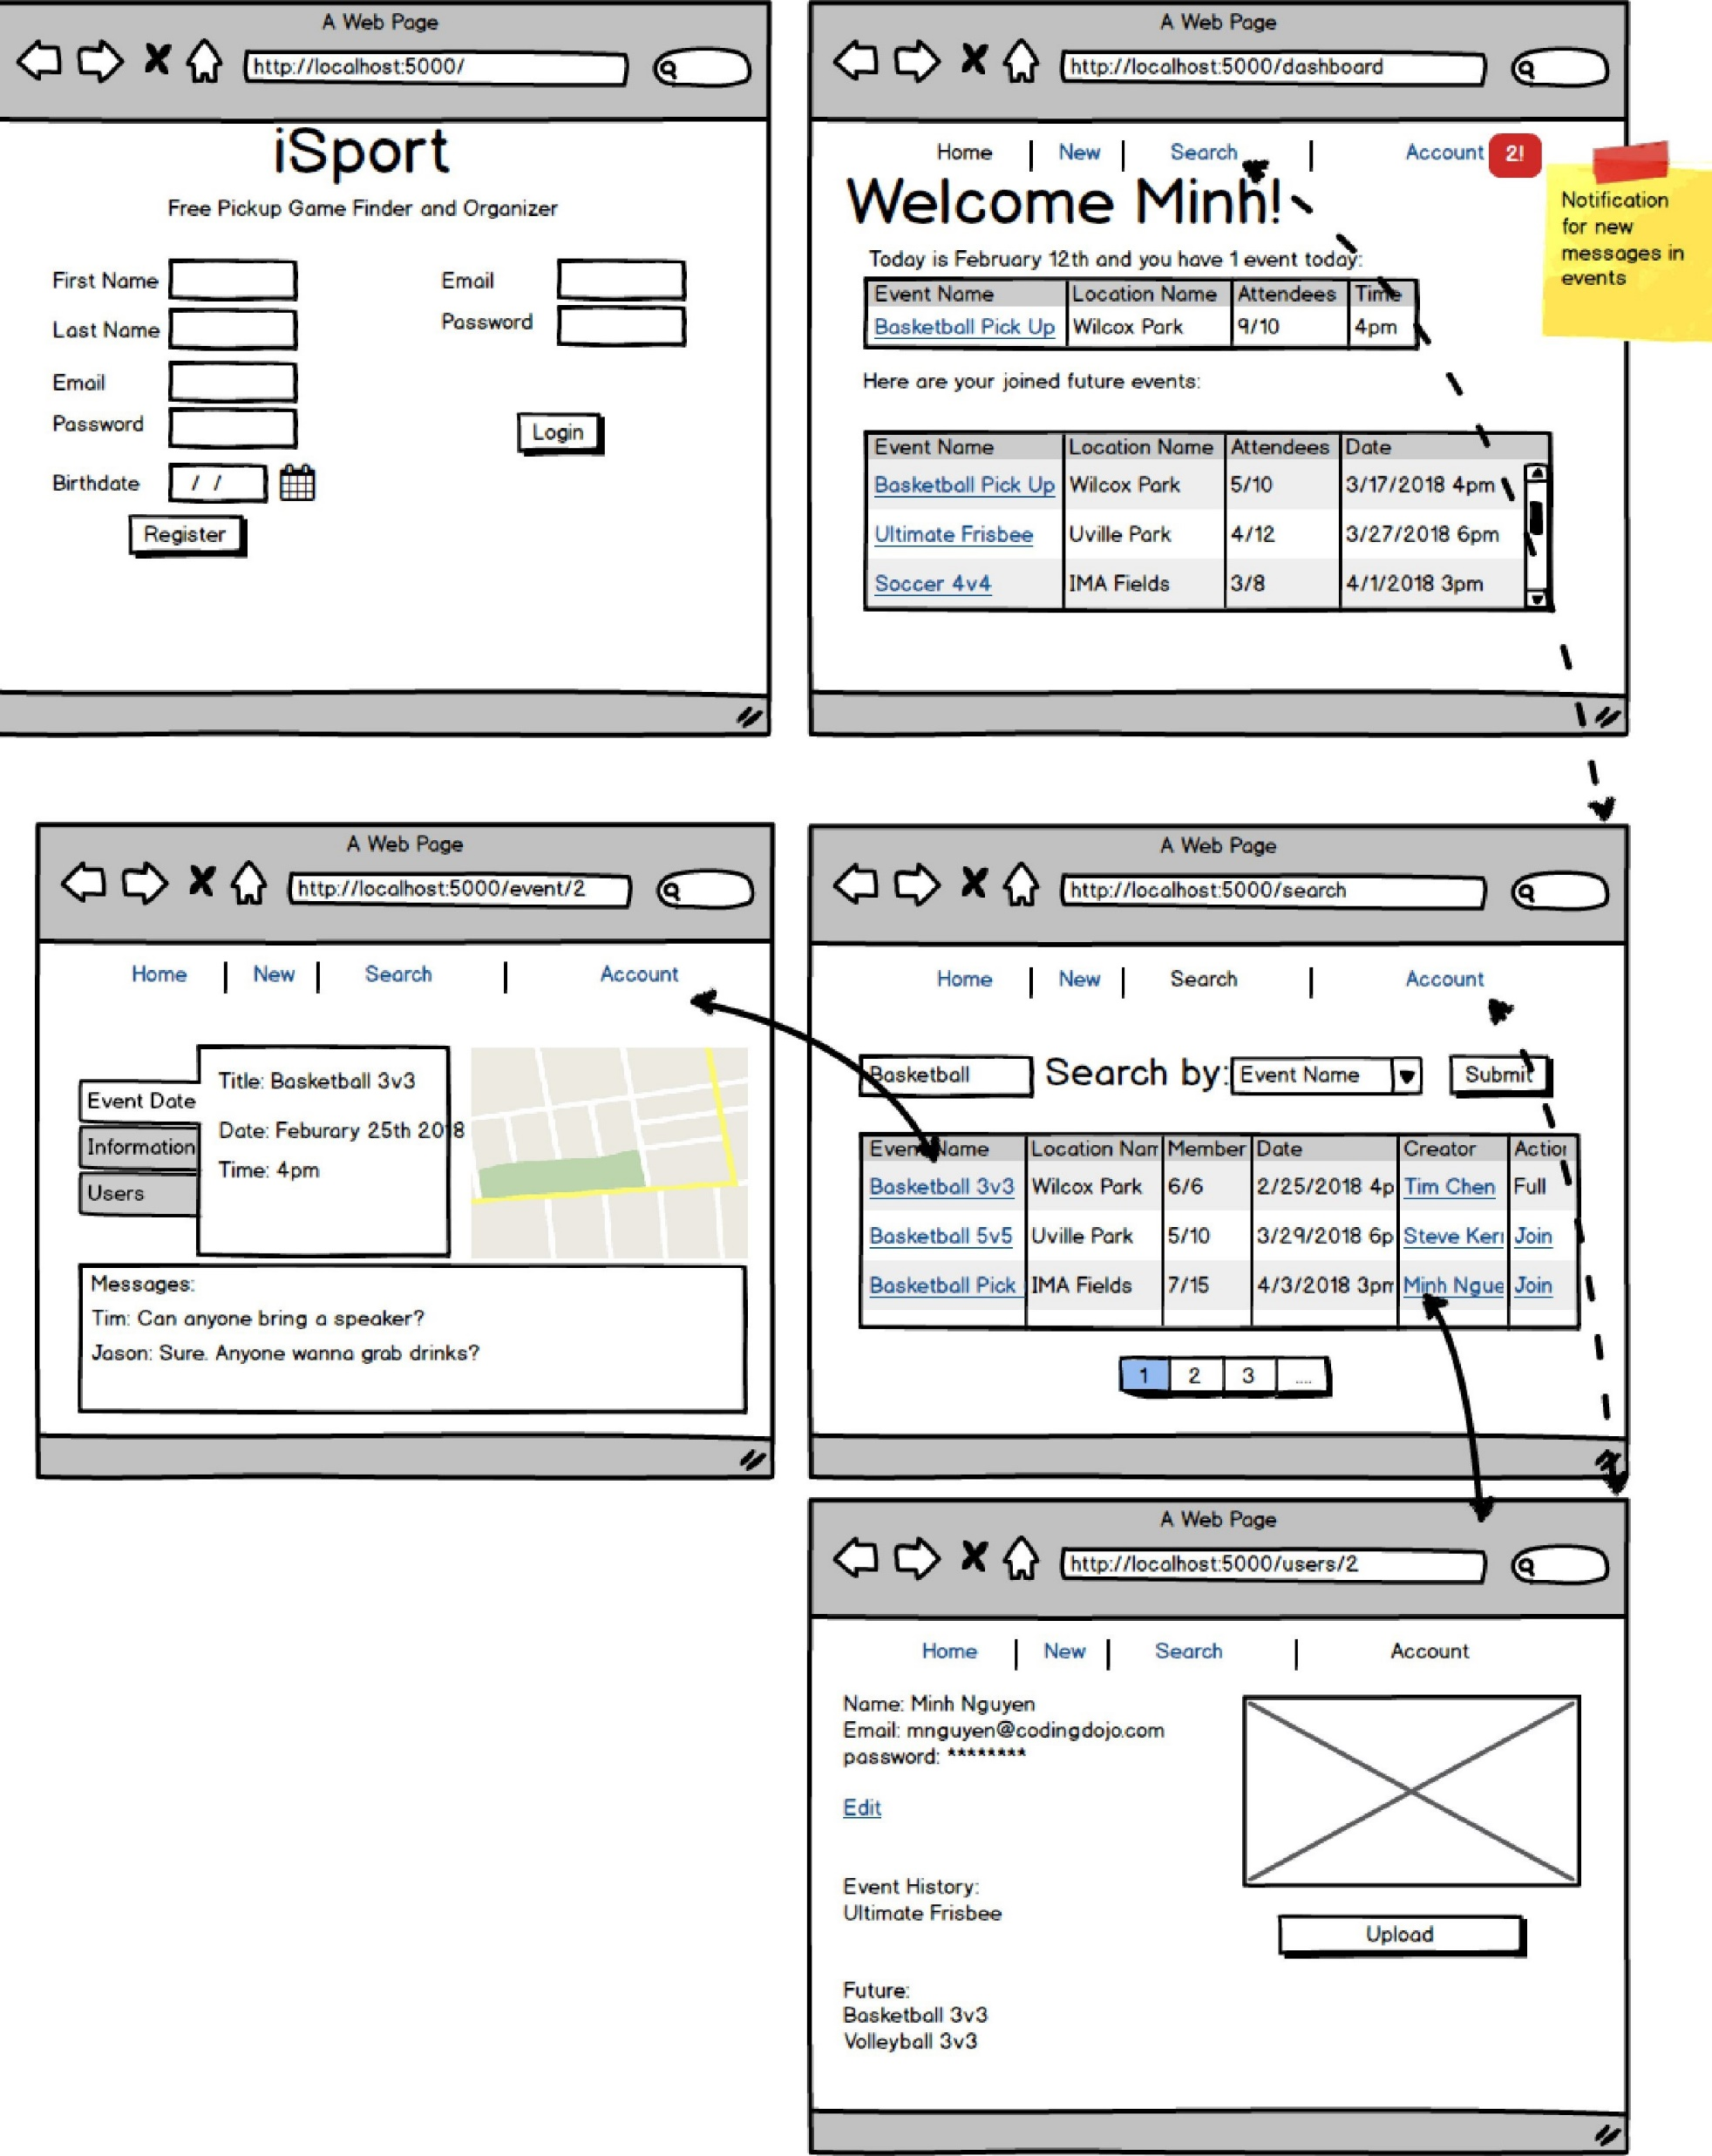 A Web Page
http://localhost:5000/
iSport
Free Pickup Game Finder and Organizer
First Name
Last Name
Email
Password
Birthdate
/ /
Register
Email
Password
Login
A Web Page
http://localhost:5000/dashboard
Home | New | Search | Account 2!
Welcome Minh!
Today is February 12th and you have 1 event today:
Event Name Location Name Attendees Time
Basketball Pick Up Wilcox Park 9/10 4pm
Here are your joined future events:
Event Name Location Name Attendees Date
Basketball Pick Up Wilcox Park 5/10 3/17/2018 4pm
Ultimate Frisbee Uville Park 4/12 3/27/2018 6pm
Soccer 4v4 IMA Fields 3/8 4/1/2018 3pm
Notification
for new
messages in
events
A Web Page
http://localhost:5000/event/2
Home | New | Search | Account
Event Date
Information
Users
Title: Basketball 3v3
Date: Feburary 25th 2018
Time: 4pm
Messages:
Tim: Can anyone bring a speaker?
Jason: Sure. Anyone wanna grab drinks?
A Web Page
http://localhost:5000/search
Home | New | Search | Account
Basketball Search by: Event Name Submit
Event Name Location Nam Member Date Creator Action
Basketball 3v3 Wilcox Park 6/6 2/25/2018 4p Tim Chen Full
Basketball 5v5 Uville Park 5/10 3/29/2018 6p Steve Kerr Join
Basketball Pick IMA Fields 7/15 4/3/2018 3pm Minh Ngue Join
1 2 3 ....
A Web Page
http://localhost:5000/users/2
Home | New | Search | Account
Name: Minh Nguyen
Email: mnguyen@codingdojo.com
password: ********
Edit
Event History:
Ultimate Frisbee
Future:
Basketball 3v3
Volleyball 3v3
Upload